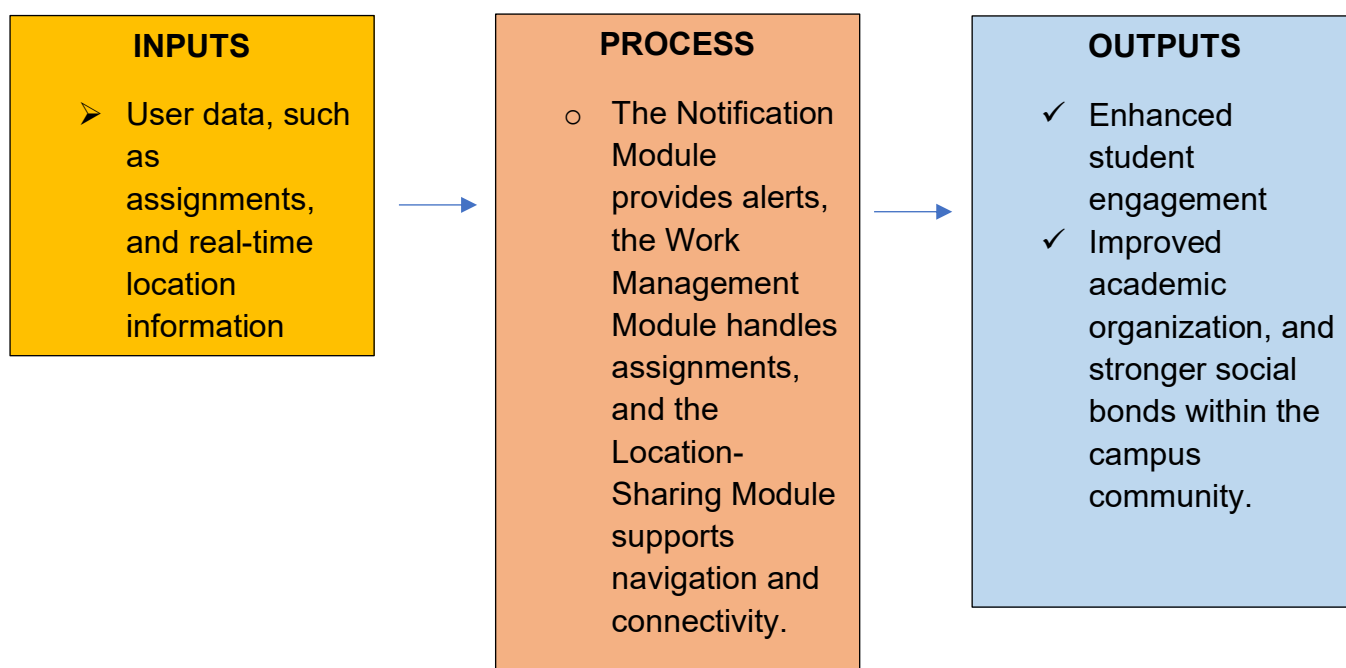 INPUTS
➢ User data, such
as
assignments,
and real-time
location
information
PROCESS
o The Notification
Module
provides alerts,
the Work
Management
Module handles
assignments,
and the
Location-
Sharing Module
supports
navigation and
connectivity.
OUTPUTS
✓ Enhanced
student
engagement
✓ Improved
academic
organization, and
stronger social
bonds within the
campus
community.